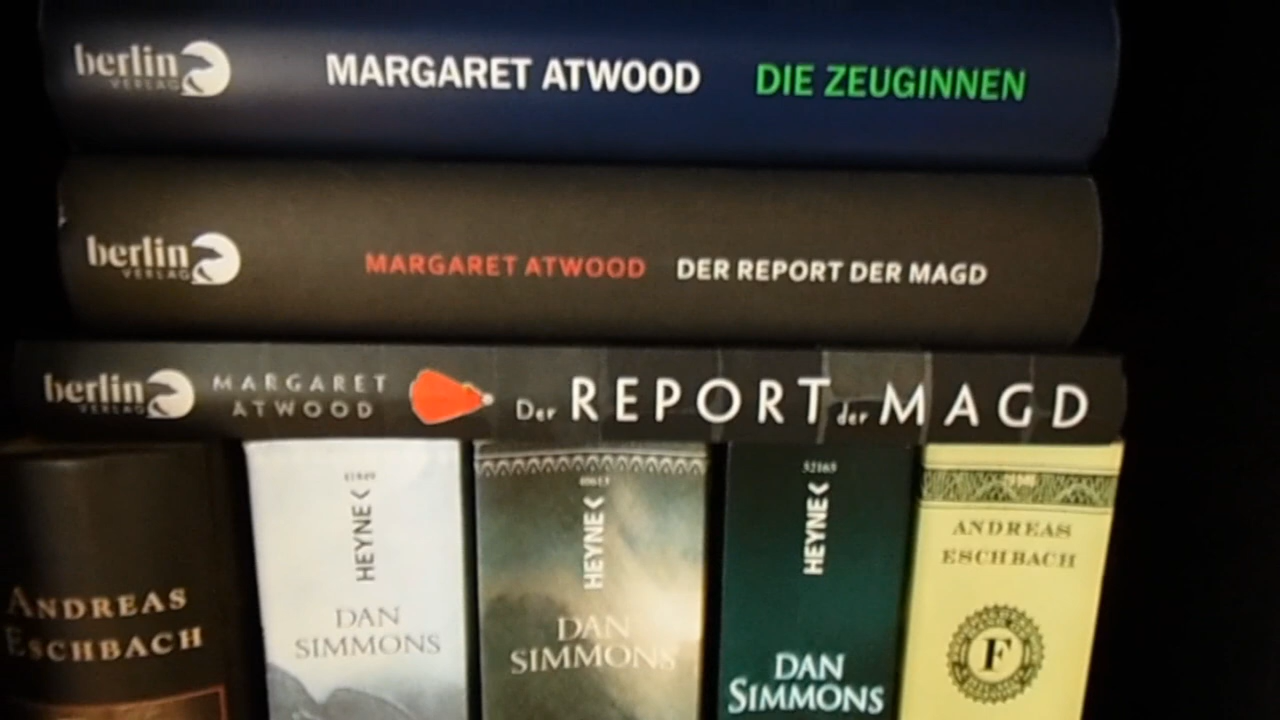 berlin
VERLAG
MARGARET ATWOOD DIE ZEUGINNEN
berlin
VERLAG
MARGARET ATWOOD DER REPORT DER MAGD
berlin
VERLAG
MARGARET
ATWOOD
Der REPORT der MAGD
ANDREAS
ESCHBACH
HEYNE<
DAN
SIMMONS
40613
HEYNE<
DAN
SIMMONS
52165
HEYNE<
DAN
SIMMONS
ANDREAS
ESCHBACH
F